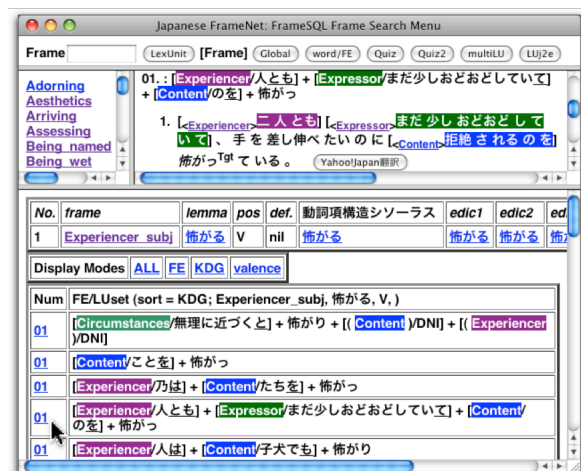 Japanese FrameNet: FrameSQL Frame Search Menu
Frame LexUnit [Frame] Global word/FE Quiz Quiz2 multiLU LUj2e
Adorning
Aesthetics
Arriving
Assessing
Being_named
Being_wet
01. : [Experiencer/人とも] + [Expressor/まだ少しおどおどしていて]
+ [Content/のを] + 怖がっ
1. [<Experiencer>二 人 とも] [<Expressor>まだ 少し おどおど し て
い て] 、 手 を 差し伸べ たい の に [<Content>拒絶 さ れる の を]
怖がっTgt て いる 。 Yahoo!Japan翻訳
No. frame lemma pos def. 動詞項構造シソーラス edic1 edic2 ed
1 Experiencer_subj 怖がる V nil 怖がる 怖がる 怖がる
Display Modes ALL FE KDG valence
Num FE/LUset (sort = KDG; Experiencer_subj, 怖がる, V, )
01 [Circumstances/無理に近づくと] + 怖がり + [( Content )/DNI] + [( Experiencer
)/DNI]
01 [Content/ことを] + 怖がっ
01 [Experiencer/乃は] + [Content/たちを] + 怖がっ
01 [Experiencer/人とも] + [Expressor/まだ少しおどおどしていて] + [Content/
のを] + 怖がっ
01 [Experiencer/人は] + [Content/子犬でも] + 怖がり